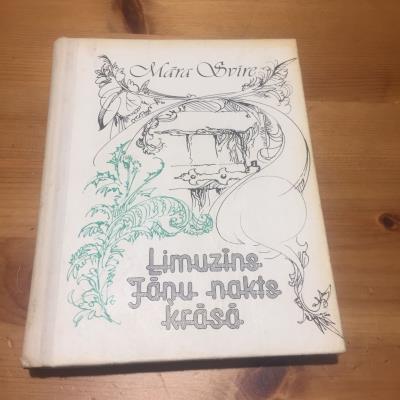 Māra Svīre
Limuzīns
Jāņu nakts
krāsā